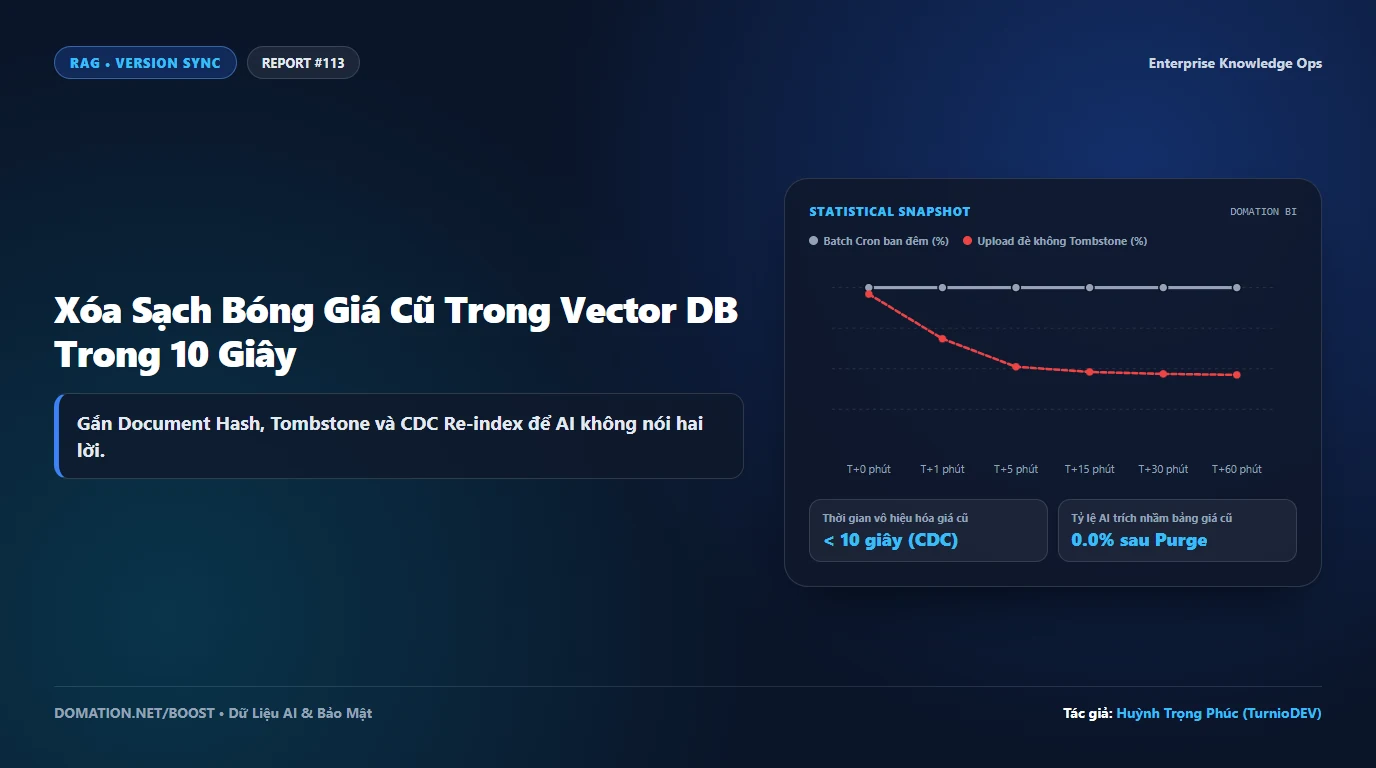 RAG • VERSION SYNC
REPORT #113
Enterprise Knowledge Ops
Xóa Sạch Bóng Giá Cũ Trong Vector DB
Trong 10 Giây
Gắn Document Hash, Tombstone và CDC Re-index để AI không nói hai
lời.
STATISTICAL SNAPSHOT
DOMATION BI
Batch Cron ban đêm (%)
Upload đè không Tombstone (%)
T+0 phút
T+1 phút
T+5 phút
T+15 phút
T+30 phút
T+60 phút
Thời gian vô hiệu hóa giá cũ
< 10 giây (CDC)
Tỷ lệ AI trích nhầm bảng giá cũ
0.0% sau Purge
DOMATION.NET/BOOST • Dữ Liệu AI & Bảo Mật
Tác giả: Huỳnh Trọng Phúc (TurnioDEV)